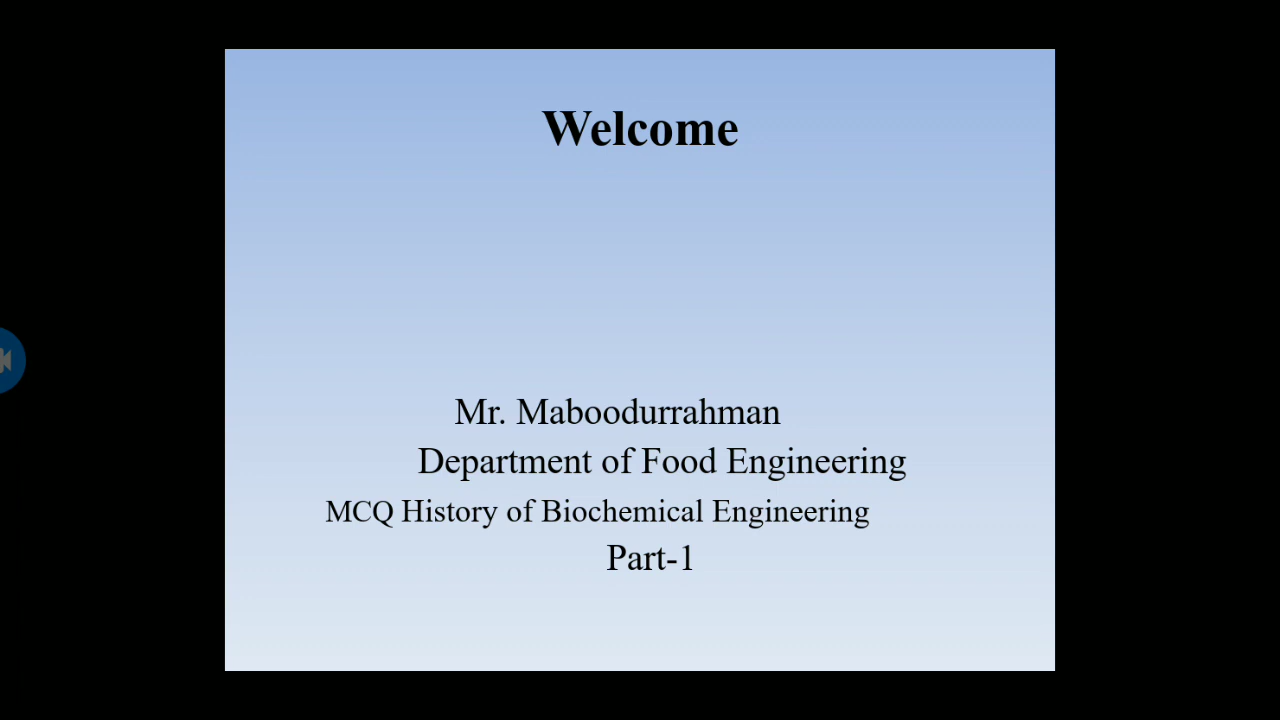 Welcome
Mr. Maboodurrahman
Department of Food Engineering
MCQ History of Biochemical Engineering
Part-1